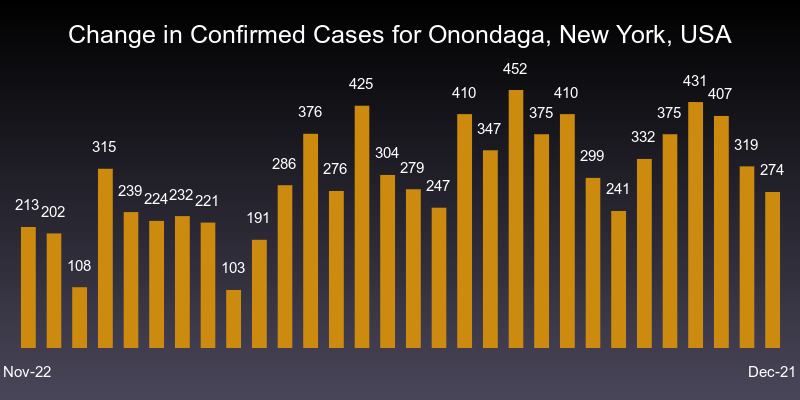 Change in Confirmed Cases for Onondaga, New York, USA
213 202 108 315 239 224 232 221 103 191 286 376 276 425 304 279 247 410 347 452 375 410 299 241 332 375 431 407 319 274
Nov-22 Dec-21